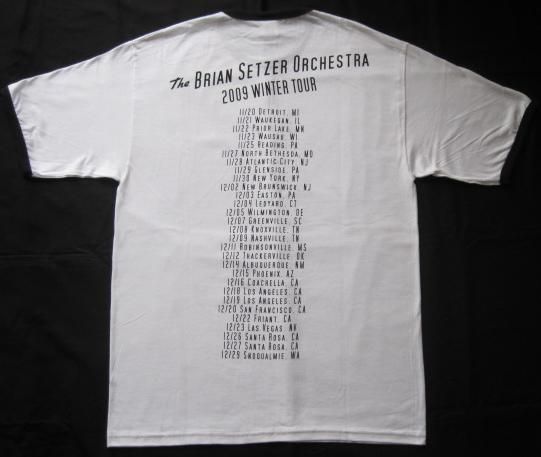 The BRIAN SETZER ORCHESTRA
2009 WINTER TOUR
11/20 DETROIT, MI
11/21 WAUKEGAN, IL
11/22 PRIOR LAKE, MN
11/23 WAUSAU, WI
11/25 READING, PA
11/27 NORTH BETHESDA, MD
11/28 ATLANTIC CITY, NJ
11/29 GLENSIDE, PA
11/30 NEW YORK, NY
12/02 NEW BRUNSWICK, NJ
12/03 EASTON, PA
12/04 LEDYARD, CT
12/05 WILMINGTON, DE
12/07 GREENVILLE, SC
12/08 KNOXVILLE, TN
12/09 NASHVILLE, TN
12/11 ROBINSONVILLE, MS
12/12 THACKERVILLE, OK
12/14 ALBUQUERQUE, NM
12/15 PHOENIX, AZ
12/16 COACHELLA, CA
12/18 LOS ANGELES, CA
12/19 LOS ANGELES, CA
12/20 SAN FRANCISCO, CA
12/22 FRIANT, CA
12/23 LAS VEGAS, NV
12/26 SANTA ROSA, CA
12/27 SANTA ROSA, CA
12/29 SNOQUALMIE, WA